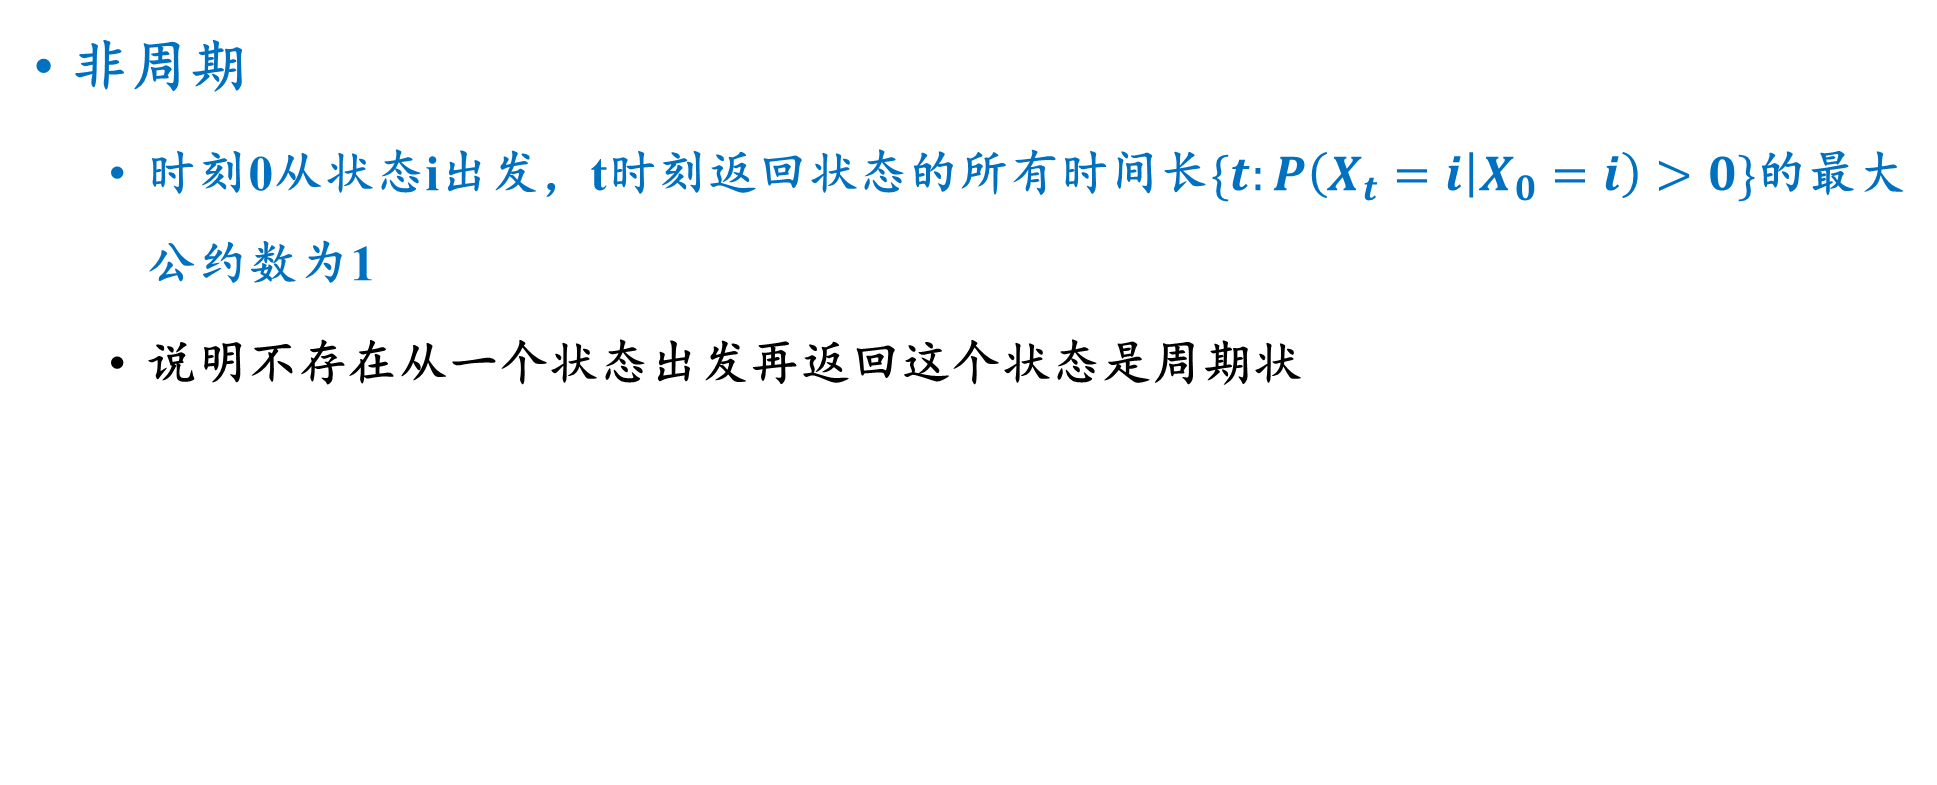 • 非周期
• 时刻0从状态i出发，t时刻返回状态的所有时间长{t: P(X_t = i|X_0 = i) > 0}的最大
公约数为1
• 说明不存在从一个状态出发再返回这个状态是周期状